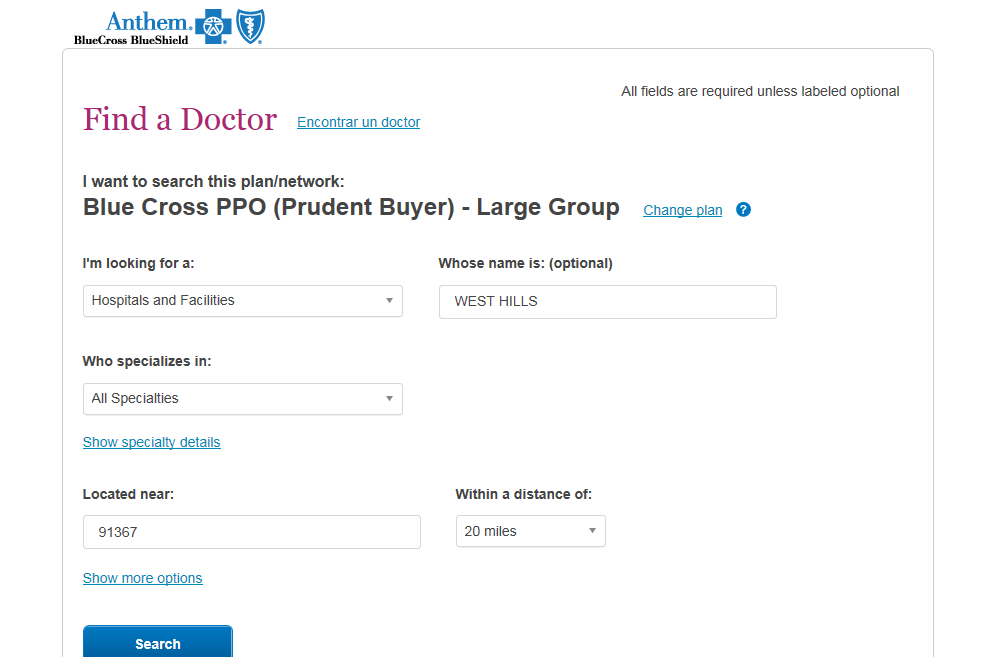 Anthem.
BlueCross BlueShield
All fields are required unless labeled optional
Find a Doctor Encontrar un doctor
I want to search this plan/network:
Blue Cross PPO (Prudent Buyer) - Large Group Change plan ?
I'm looking for a: Whose name is: (optional)
Hospitals and Facilities WEST HILLS
Who specializes in:
All Specialties
Show specialty details
Located near: Within a distance of:
91367 20 miles
Show more options
Search